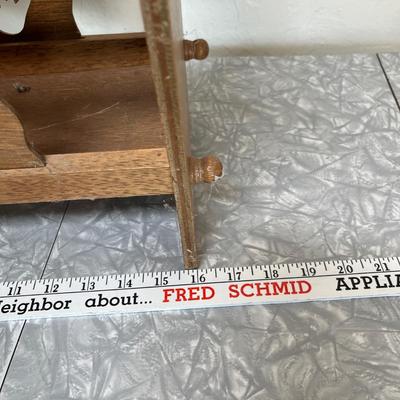 11 12 13 14 15 16 17 18 19 20 21
Neighbor about... FRED SCHMID APPLIA